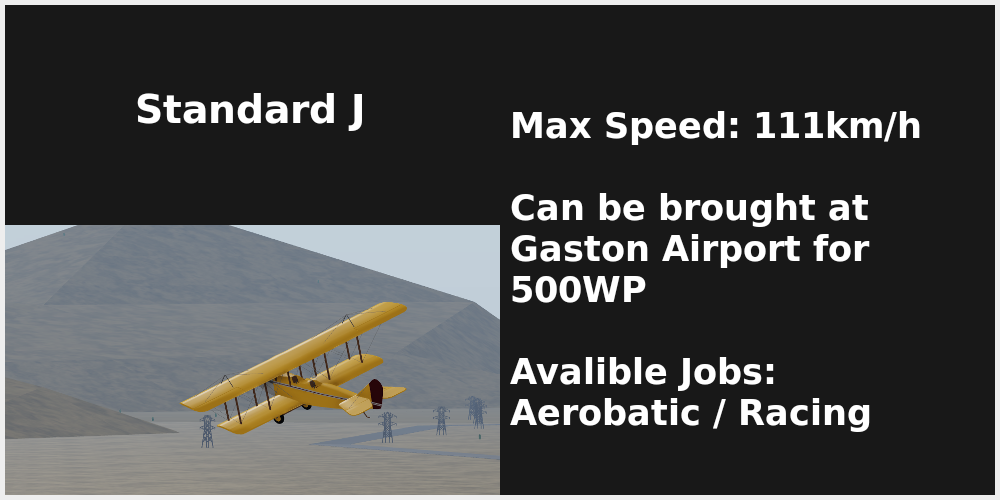 Standard J
Max Speed: 111km/h
Can be brought at
Gaston Airport for
500WP
Avalible Jobs:
Aerobatic / Racing